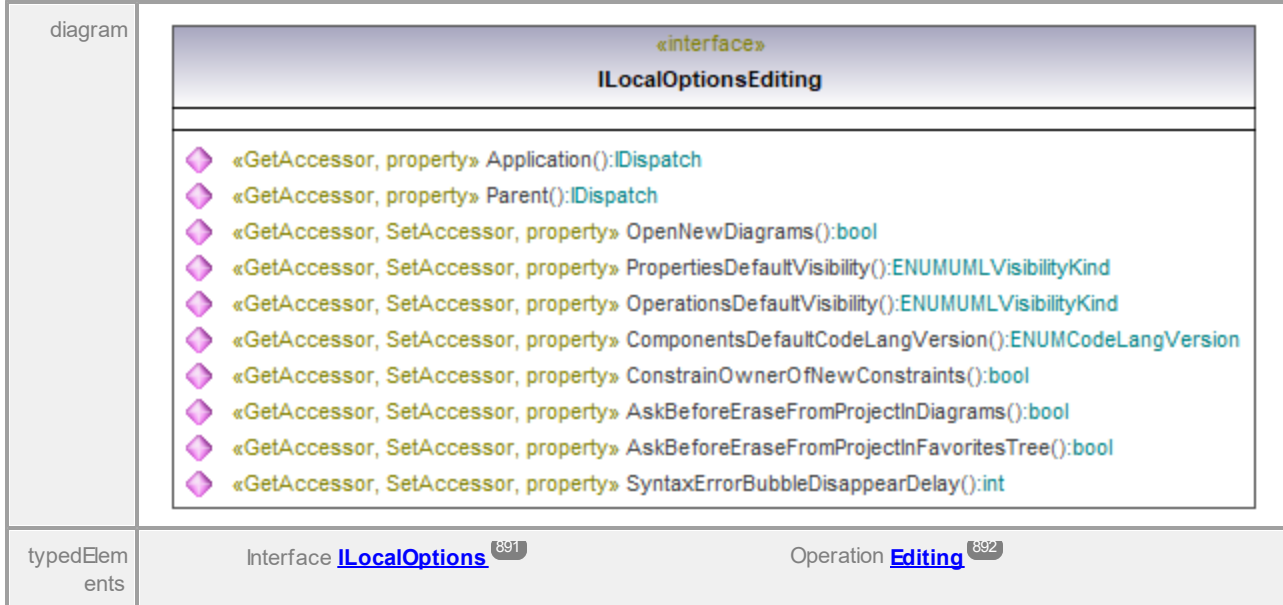 diagram
«interface»
ILocalOptionsEditing
«GetAccessor, property» Application():IDispatch
«GetAccessor, property» Parent():IDispatch
«GetAccessor, SetAccessor, property» OpenNewDiagrams():bool
«GetAccessor, SetAccessor, property» PropertiesDefaultVisibility():ENUMUMLVisibilityKind
«GetAccessor, SetAccessor, property» OperationsDefaultVisibility():ENUMUMLVisibilityKind
«GetAccessor, SetAccessor, property» ComponentsDefaultCodeLangVersion():ENUMCodeLangVersion
«GetAccessor, SetAccessor, property» ConstrainOwnerOfNewConstraints():bool
«GetAccessor, SetAccessor, property» AskBeforeEraseFromProjectInDiagrams():bool
«GetAccessor, SetAccessor, property» AskBeforeEraseFromProjectInFavoritesTree():bool
«GetAccessor, SetAccessor, property» SyntaxErrorBubbleDisappearDelay():int
typedElem
ents
Interface ILocalOptions 891
Operation Editing 892